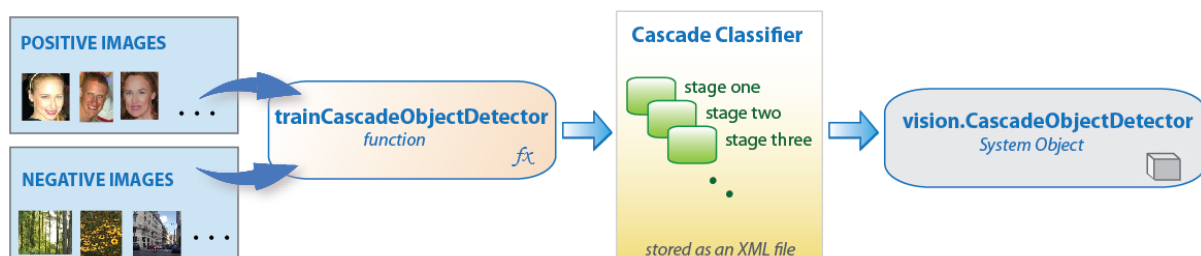 POSITIVE IMAGES
. . .
NEGATIVE IMAGES
. . .
trainCascadeObjectDetector
function
fx
Cascade Classifier
stage one
stage two
stage three
stored as an XML file
vision.CascadeObjectDetector
System Object